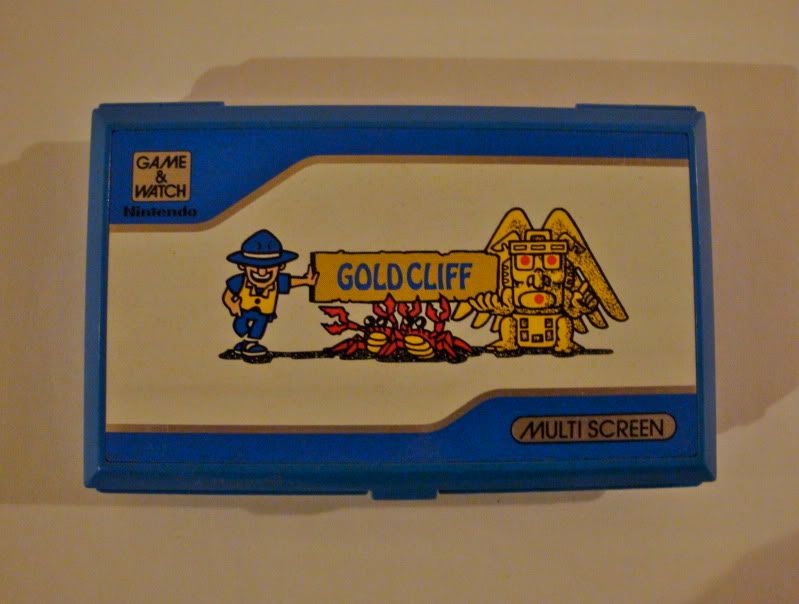 GAME
&
WATCH
Nintendo
GOLD CLIFF
MULTI SCREEN